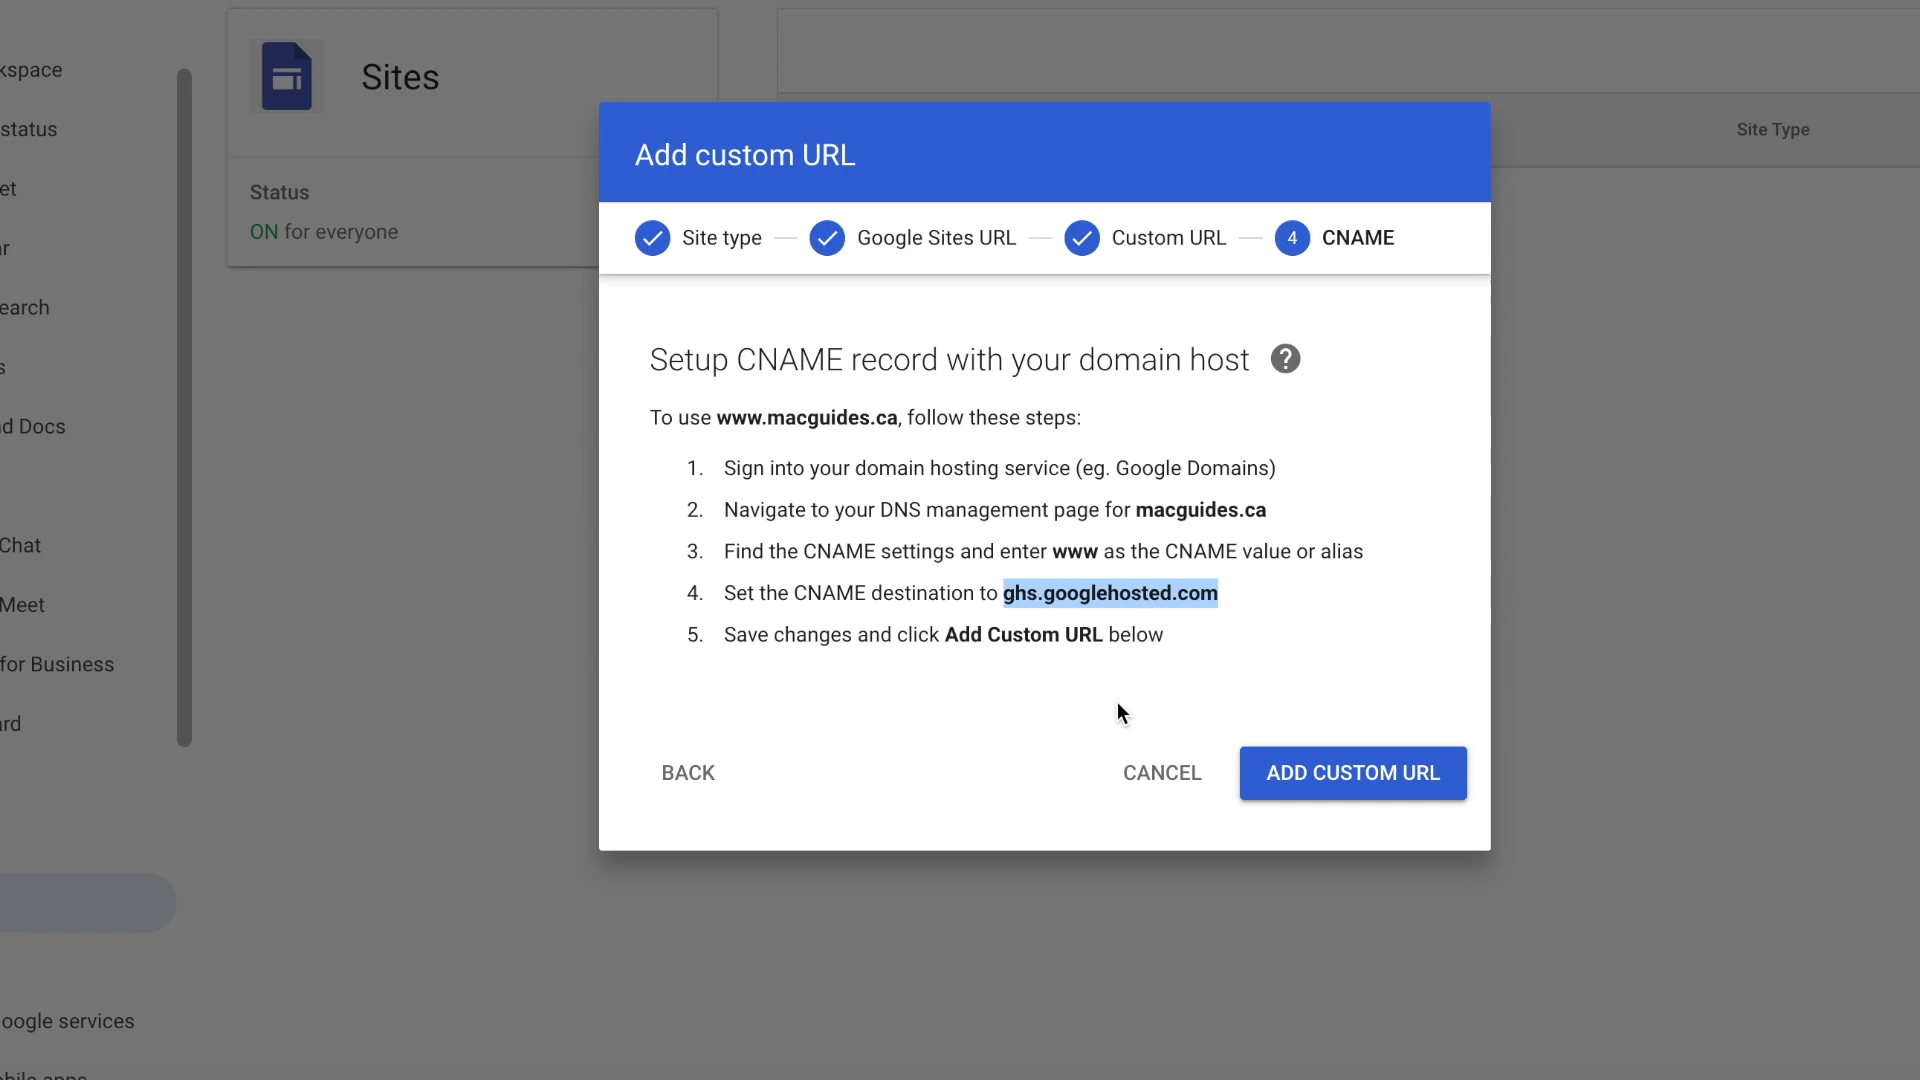 kspace
status
et
r
earch
s
d Docs
Chat
Meet
for Business
rd
oogle services
Sites
Status
ON for everyone
Site Type
Add custom URL
Site type
Google Sites URL
Custom URL
4 CNAME
Setup CNAME record with your domain host ?
To use www.macguides.ca, follow these steps:
1. Sign into your domain hosting service (eg. Google Domains)
2. Navigate to your DNS management page for macguides.ca
3. Find the CNAME settings and enter www as the CNAME value or alias
4. Set the CNAME destination to ghs.googlehosted.com
5. Save changes and click Add Custom URL below
BACK
CANCEL
ADD CUSTOM URL